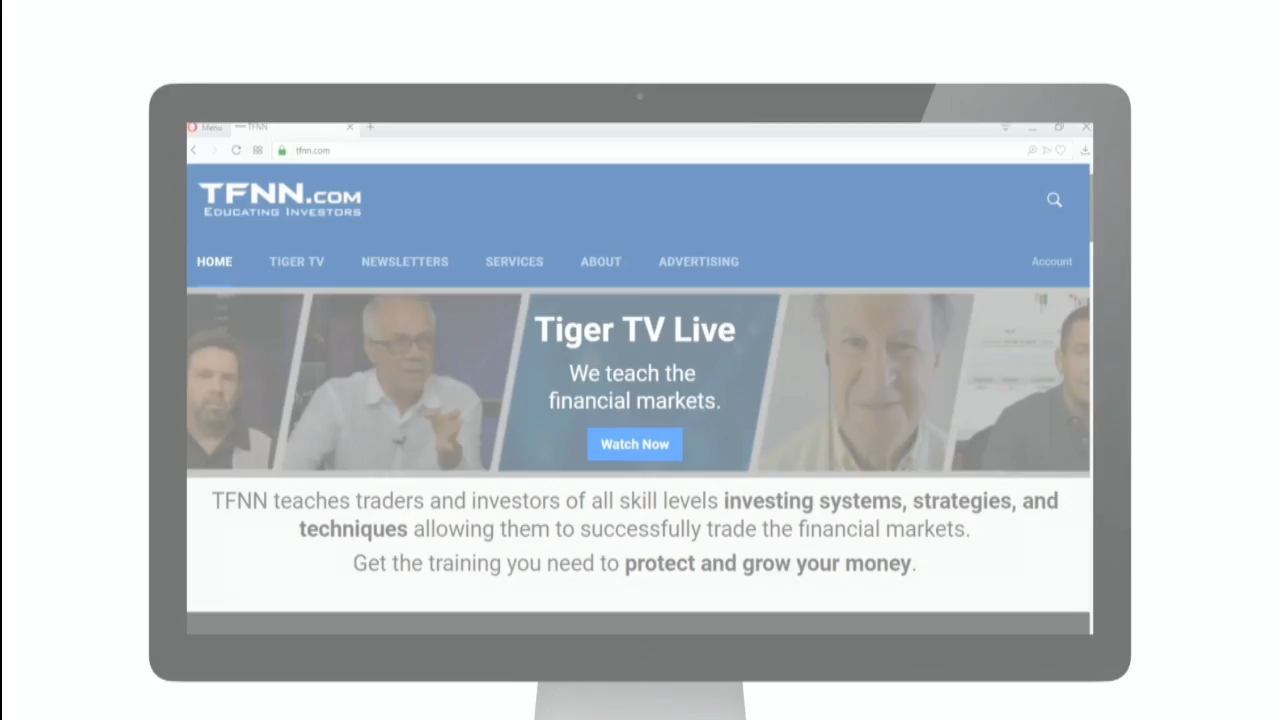 Menu
TFNN
tfnn.com
TFNN.COM
EDUCATING INVESTORS
HOME TIGER TV NEWSLETTERS SERVICES ABOUT ADVERTISING Account
Tiger TV Live
We teach the
financial markets.
Watch Now
TFNN teaches traders and investors of all skill levels investing systems, strategies, and
techniques allowing them to successfully trade the financial markets.
Get the training you need to protect and grow your money.